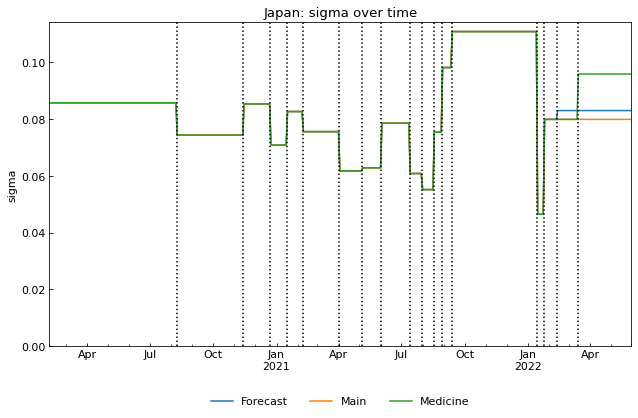 Japan: sigma over time
sigma
0.10
0.08
0.06
0.04
0.02
0.00
Apr Jul Oct Jan Apr Jul Oct Jan Apr
2021 2022
Forecast Main Medicine